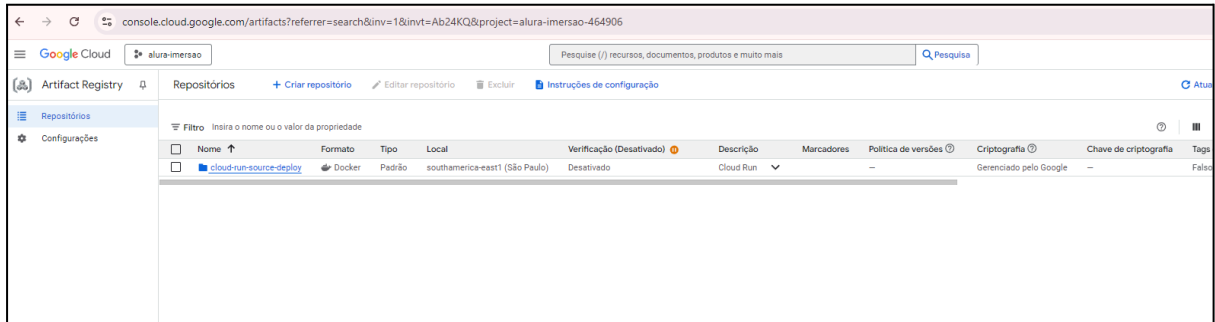 console.cloud.google.com/artifacts?referrer=search&inv=1&invt=Ab24KQ&project=alura-imersao-464906
Google Cloud alura-imersao Pesquise (/) recursos, documentos, produtos e muito mais Pesquisa
Artifact Registry Repositórios + Criar repositório Editar repositório Excluir Instruções de configuração Atua
Repositórios
Filtro Insira o nome ou o valor da propriedade
Configurações
Nome Formato Tipo Local Verificação (Desativado) Descrição Marcadores Política de versões Criptografia Chave de criptografia Tags
cloud-run-source-deploy Docker Padrão southamerica-east1 (São Paulo) Desativado Cloud Run — Gerenciado pelo Google — Falso